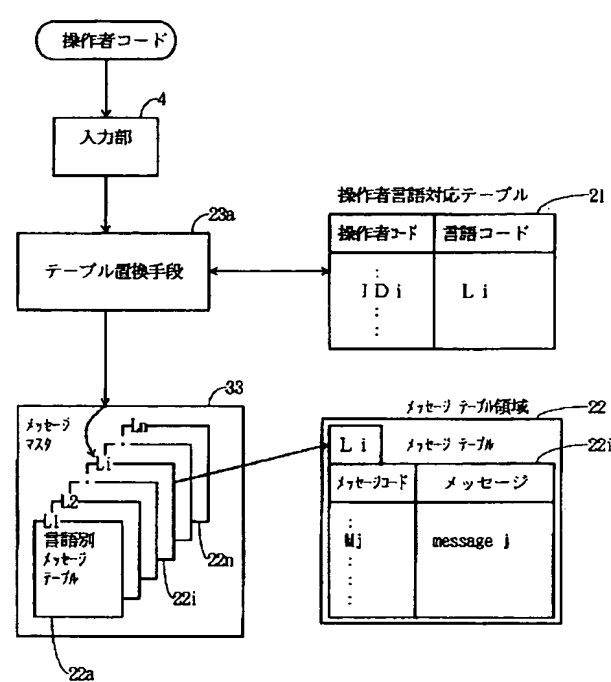 操作者コード
4
入力部
操作者言語対応テーブル
21
23a
操作者コード 言語コード
テーブル置換手段
IDi Li
33
メッセージ テーブル領域 22
メッセージ
マスタ
Ln
Li
L2
L1
言語別
メッセージ
テーブル
22n
22i
22a
Li メッセージ テーブル
22i
メッセージコード メッセージ
Mj message j